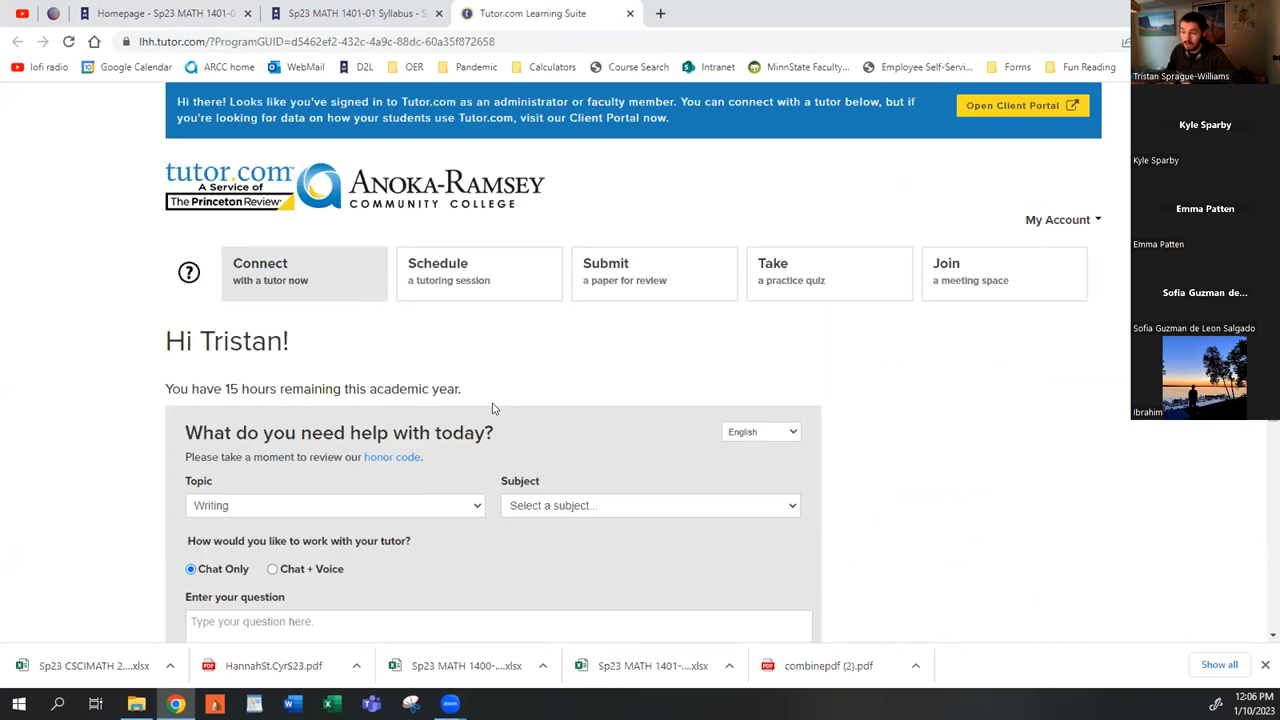 Homepage - Sp23 MATH 1401-0
Sp23 MATH 1401-01 Syllabus - S
Tutor.com Learning Suite
lhh.tutor.com/?ProgramGUID=d5462ef2-432c-4a9c-88dc-60a35f872658
lofi radio
Google Calendar
ARCC home
WebMail
D2L
OER
Pandemic
Calculators
Course Search
Intranet
MinnState Faculty...
Employee Self-Servi...
Forms
Fun Reading
Hi there! Looks like you've signed in to Tutor.com as an administrator or faculty member. You can connect with a tutor below, but if
you're looking for data on how your students use Tutor.com, visit our Client Portal now.
Open Client Portal
tutor.com
A Service of
The Princeton Review
ANOKA-RAMSEY
COMMUNITY COLLEGE
My Account
?
Connect
with a tutor now
Schedule
a tutoring session
Submit
a paper for review
Take
a practice quiz
Join
a meeting space
Hi Tristan!
You have 15 hours remaining this academic year.
What do you need help with today?
English
Please take a moment to review our honor code.
Topic
Subject
Writing
Select a subject...
How would you like to work with your tutor?
Chat Only
Chat + Voice
Enter your question
Type your question here.
Tristan Sprague-Williams
Kyle Sparby
Kyle Sparby
Emma Patten
Emma Patten
Sofia Guzman de...
Sofia Guzman de Leon Salgado
Ibrahim
Sp23 CSCIMATH 2....xlsx
HannahSt.CyrS23.pdf
Sp23 MATH 1400-....xlsx
Sp23 MATH 1401-....xlsx
combinepdf (2).pdf
Show all
zoom
12:06 PM
1/10/2023